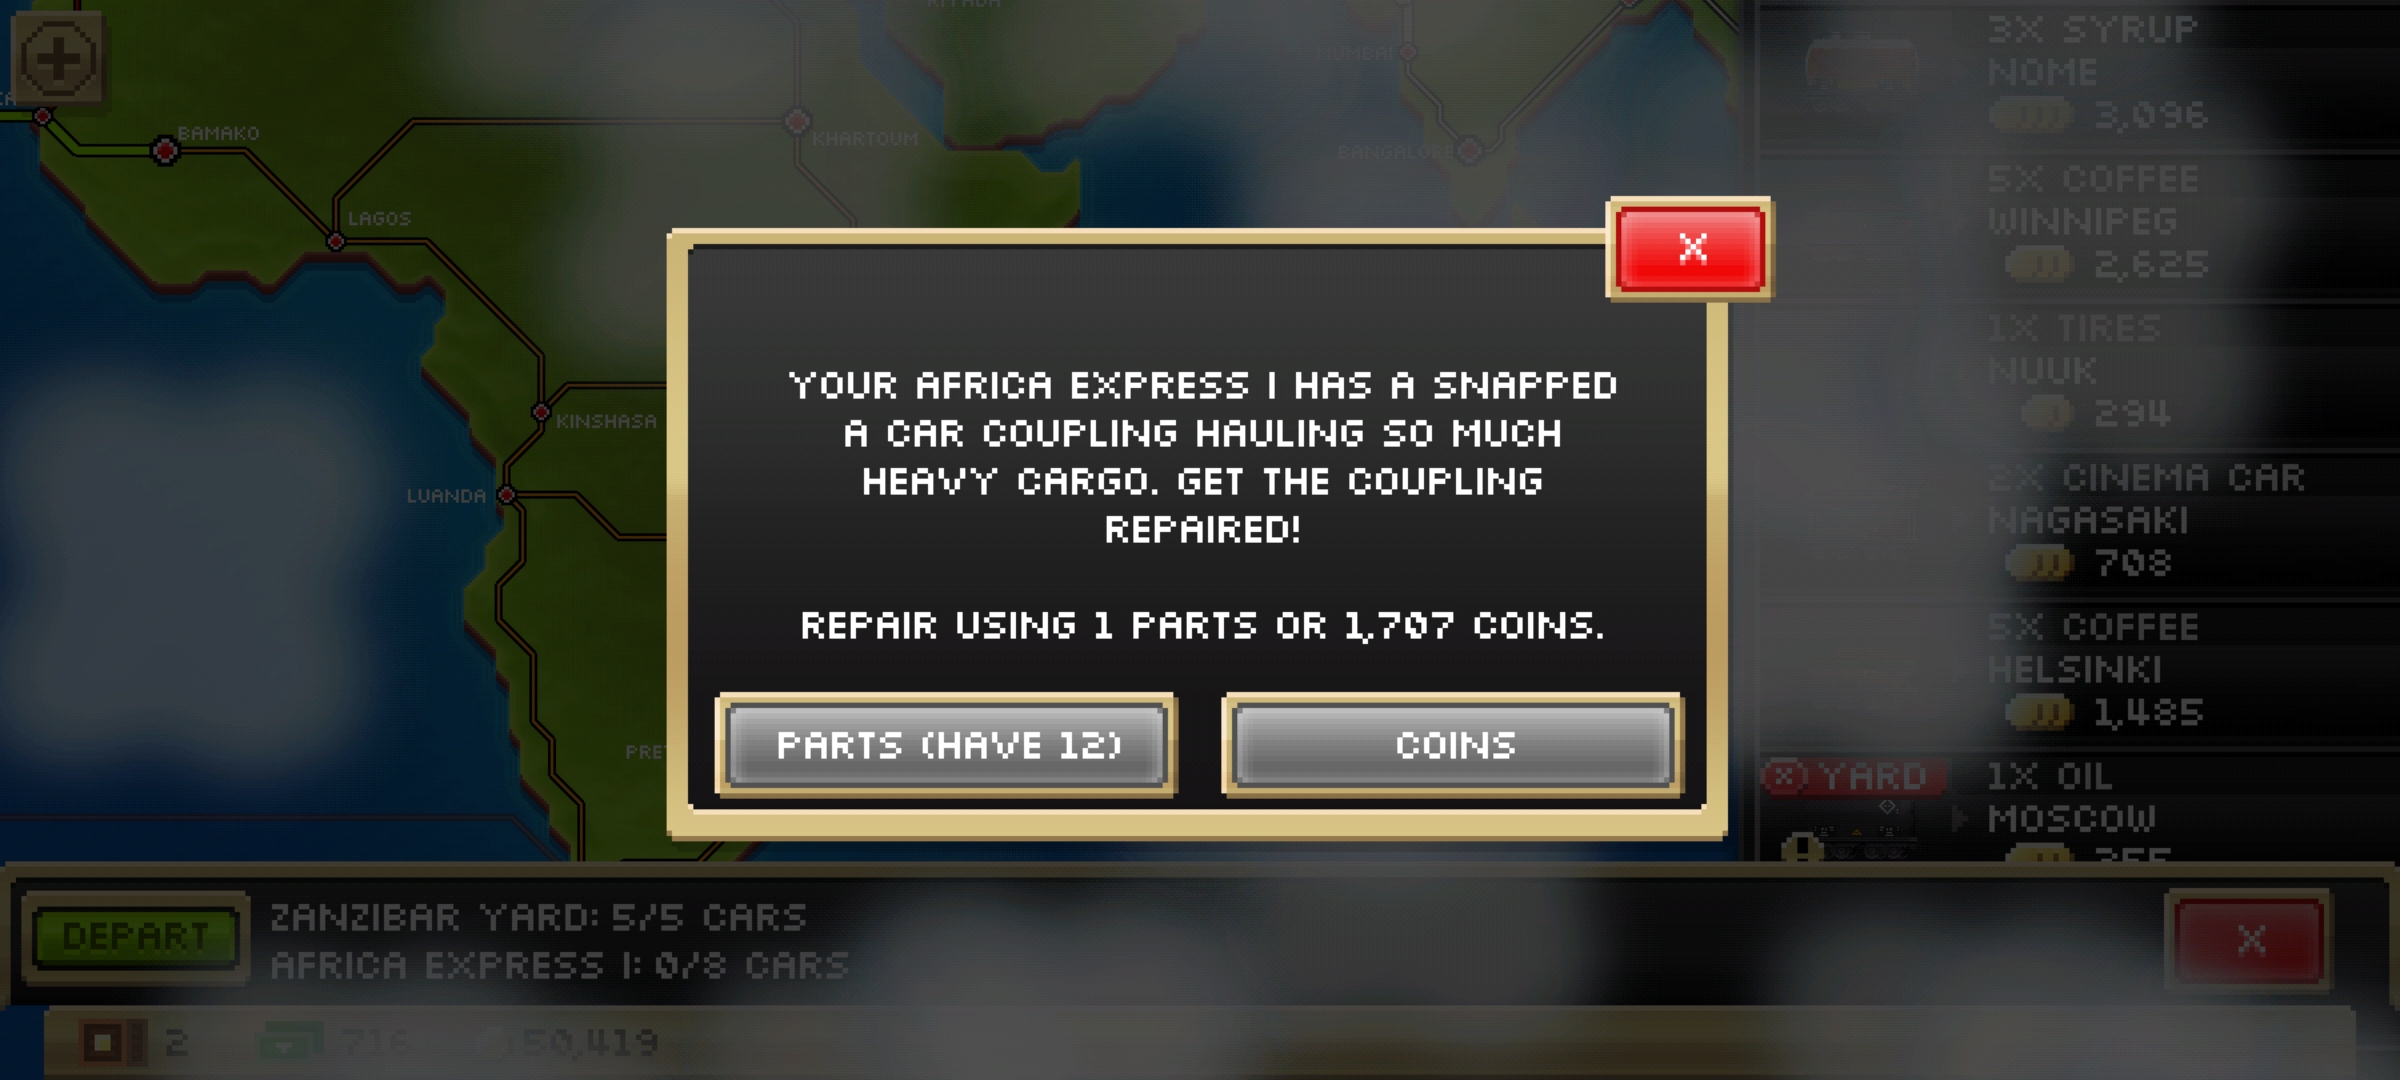 RIYADA
MUMBAI
BAMAKO
KHARTOUM
BANGALORE
LAGOS
KINSHASA
LUANDA
PRE
3X SYRUP
NOME
3,096
5X COFFEE
WINNIPEG
2,625
1X TIRES
NUUK
294
2X CINEMA CAR
NAGASAKI
708
5X COFFEE
HELSINKI
1,485
YARD
1X OIL
MOSCOW
X
YOUR AFRICA EXPRESS I HAS A SNAPPED
A CAR COUPLING HAULING SO MUCH
HEAVY CARGO. GET THE COUPLING
REPAIRED!
REPAIR USING 1 PARTS OR 1,707 COINS.
PARTS (HAVE 12)
COINS
DEPART
ZANZIBAR YARD: 5/5 CARS
AFRICA EXPRESS I: 0/8 CARS
X
2
716
50,419